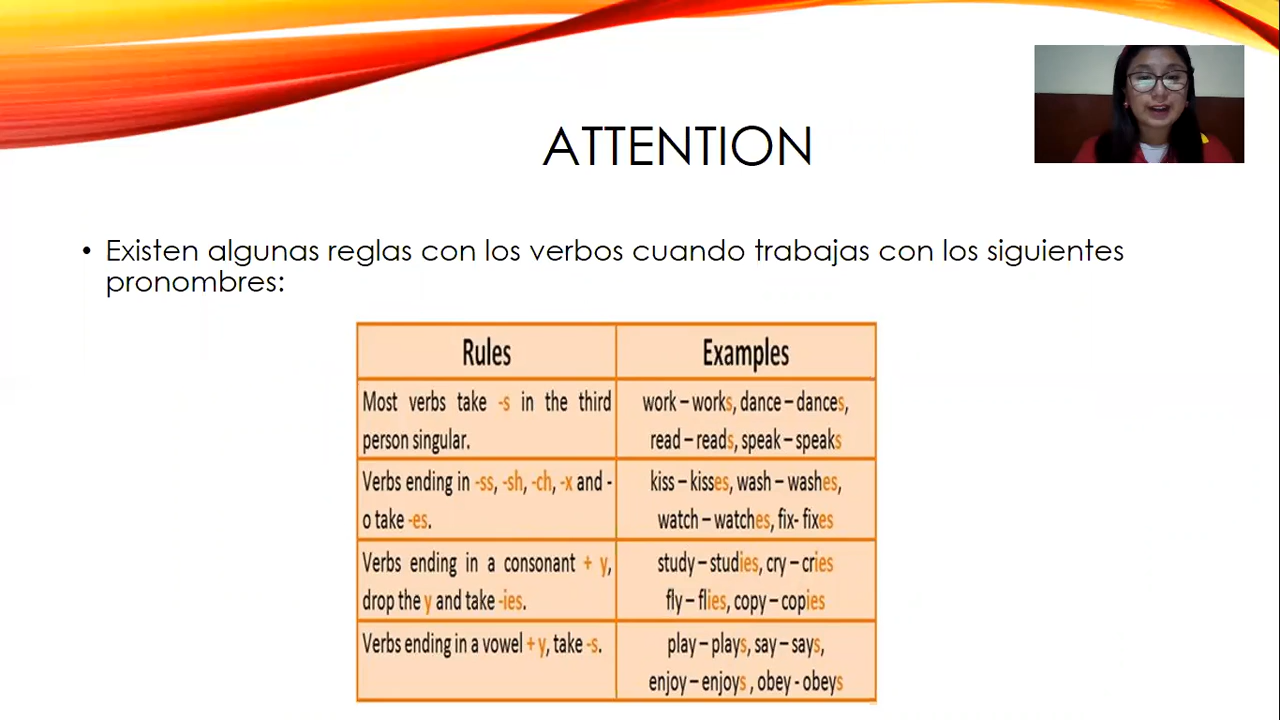 ATTENTION
• Existen algunas reglas con los verbos cuando trabajas con los siguientes
pronombres:
Rules
Examples
Most verbs take -s in the third
person singular.
work – works, dance – dances,
read – reads, speak – speaks
Verbs ending in -ss, -sh, -ch, -x and -
o take -es.
kiss – kisses, wash – washes,
watch – watches, fix- fixes
Verbs ending in a consonant + y,
drop the y and take -ies.
study – studies, cry – cries
fly – flies, copy – copies
Verbs ending in a vowel + y, take -s.
play – plays, say – says,
enjoy – enjoys , obey - obeys